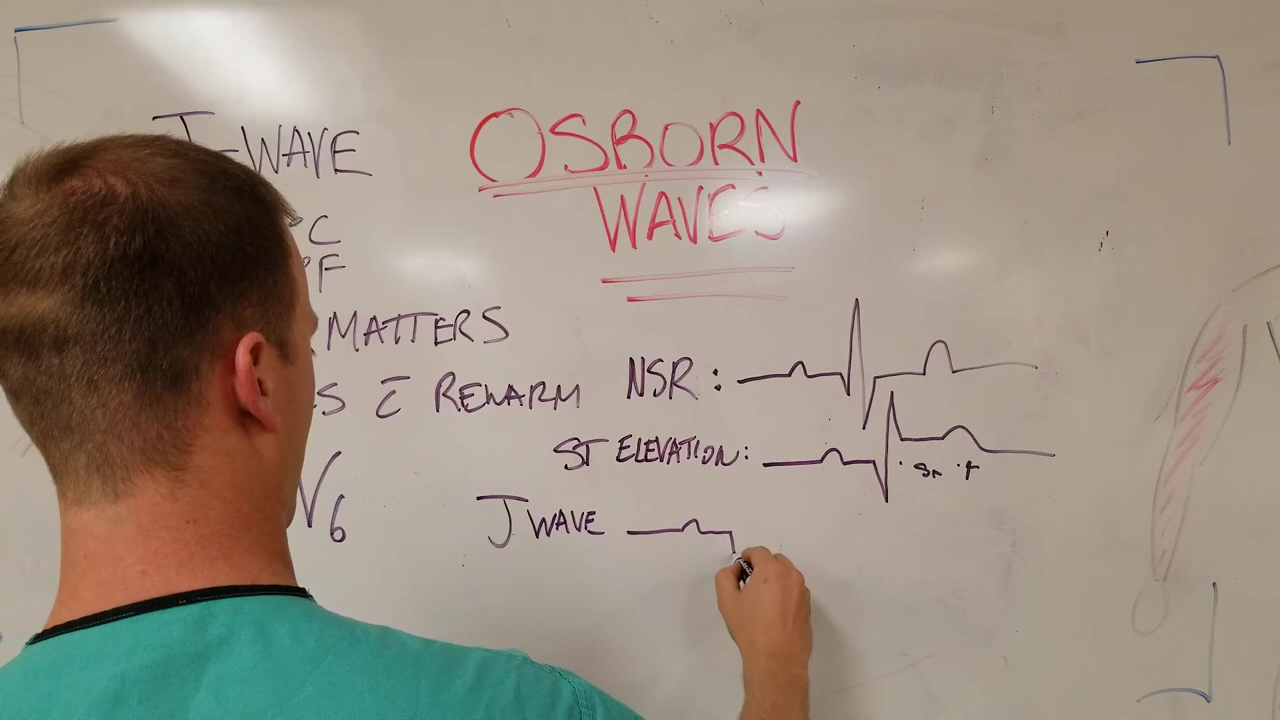 J-WAVE
OSBORN
WAVES
°C
°F
MATTERS
S c̄ REWARM
V6
NSR:
ST ELEVATION:
J WAVE